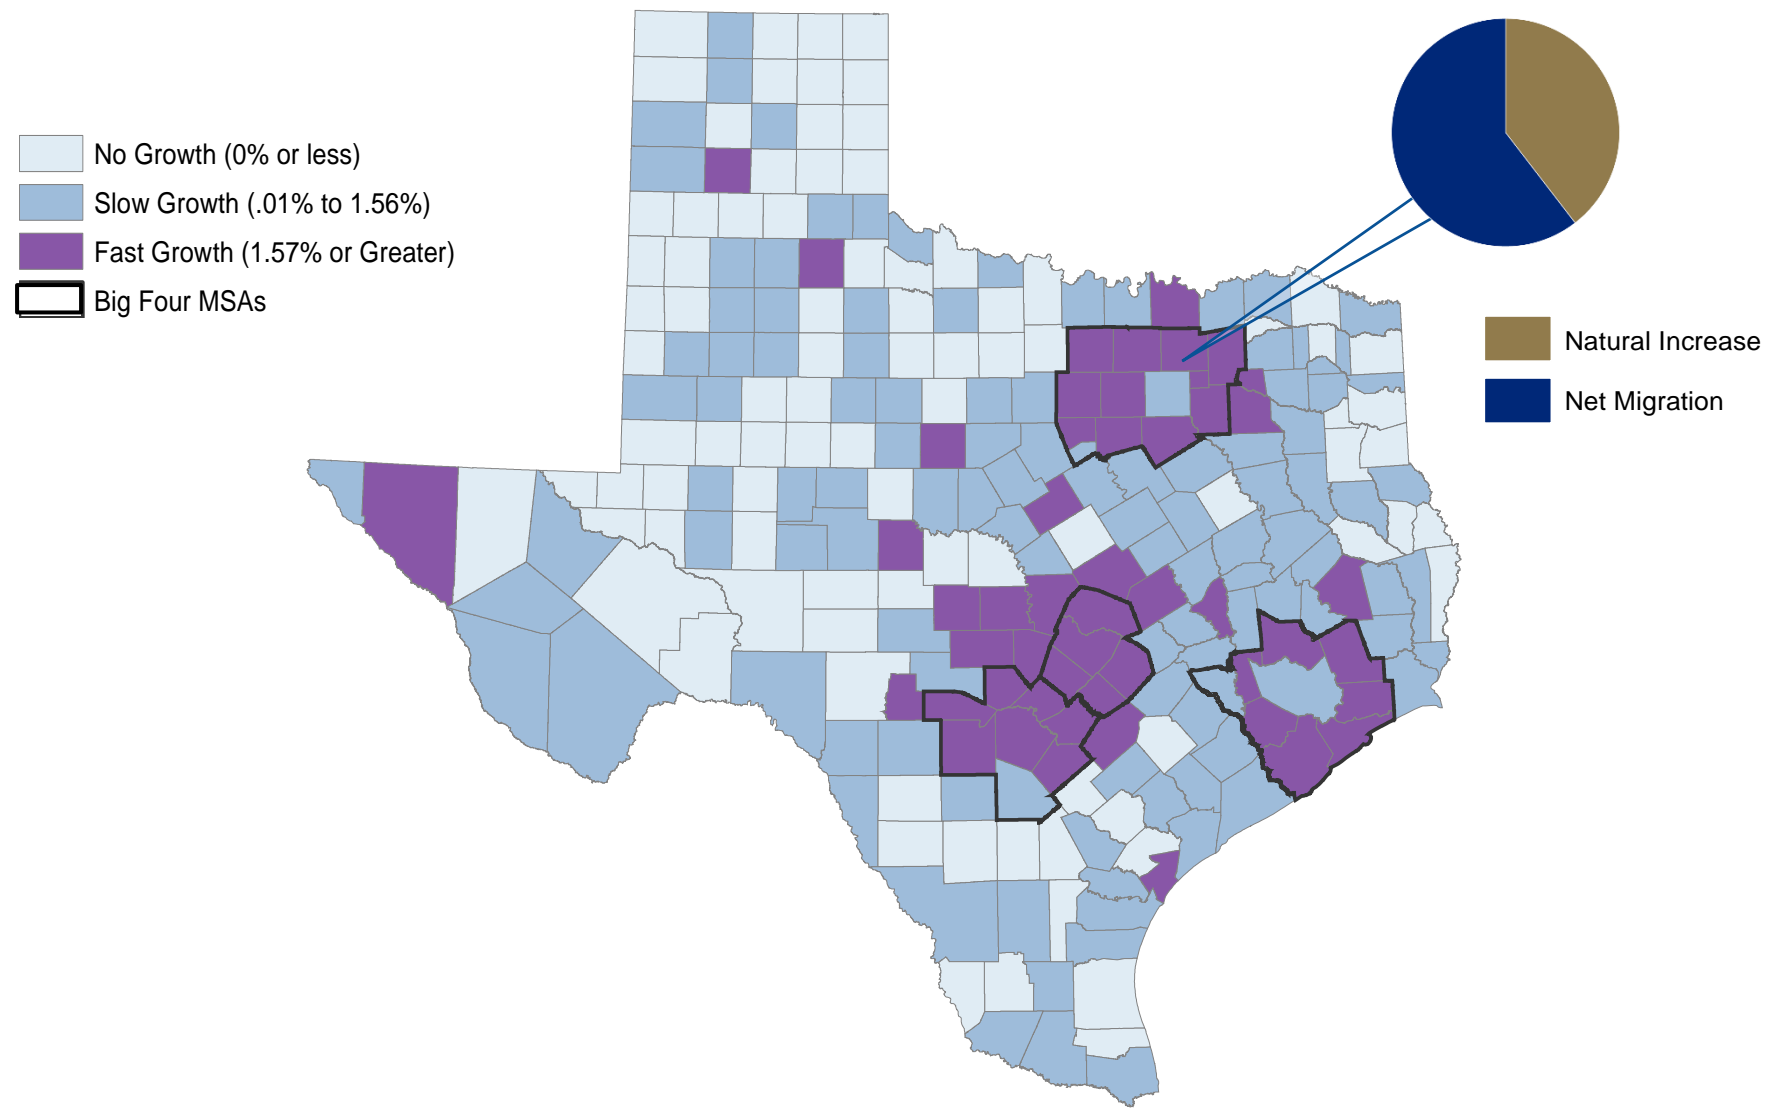 No Growth (0% or less)
Slow Growth (.01% to 1.56%)
Fast Growth (1.57% or Greater)
Big Four MSAs
Natural Increase
Net Migration